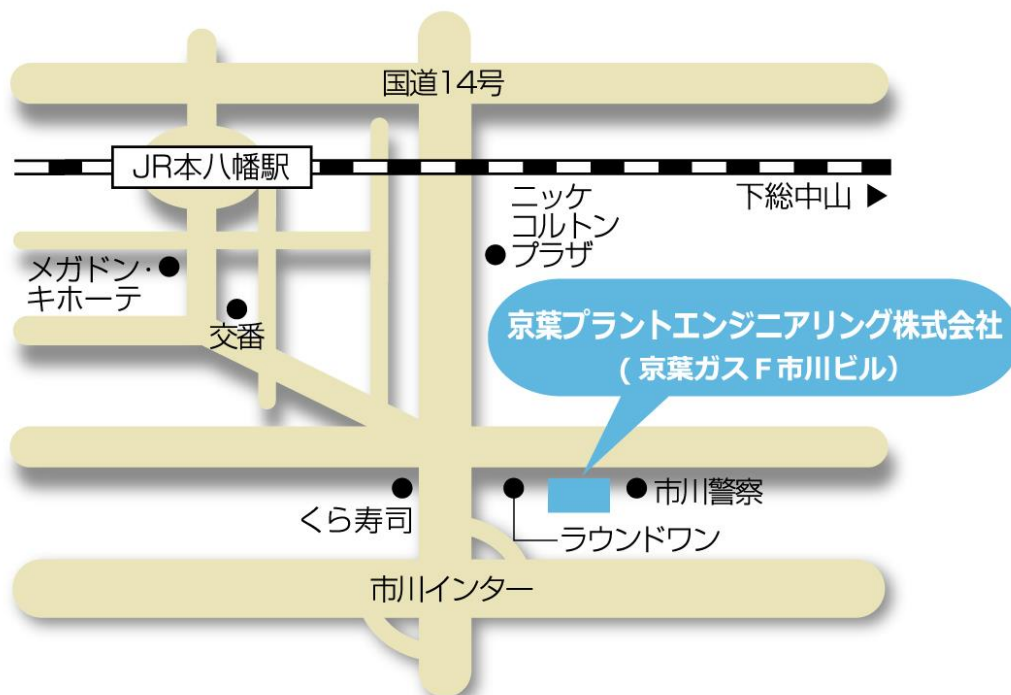 国道14号
JR本八幡駅
下総中山 ▶
ニッケ
コルトン
プラザ
メガドン・
キホーテ
交番
京葉プラントエンジニアリング株式会社
( 京葉ガスF市川ビル）
くら寿司
市川警察
ラウンドワン
市川インター